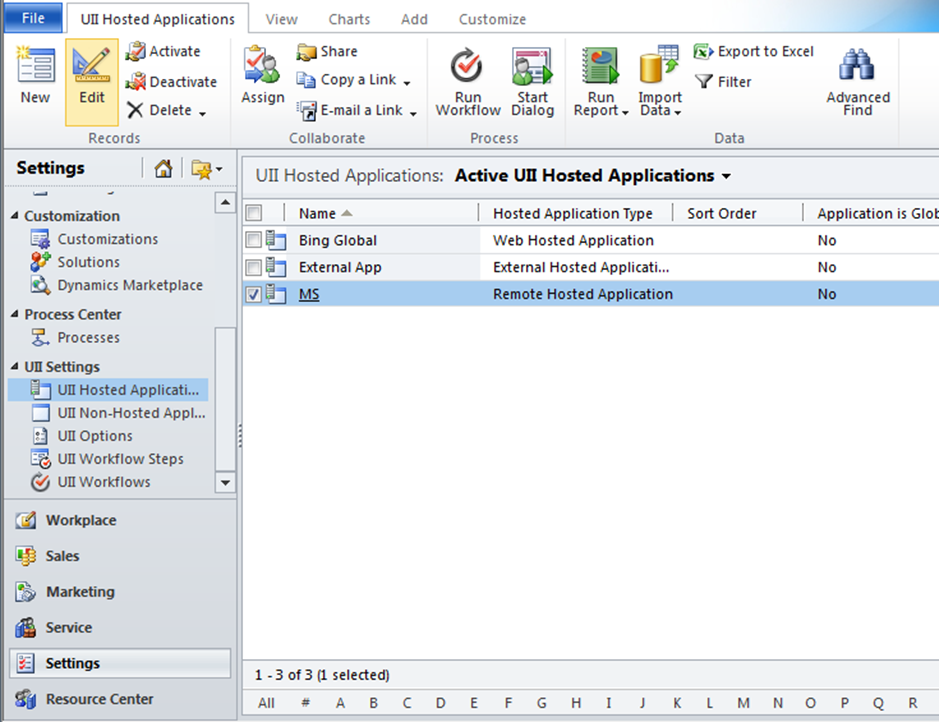 File
UII Hosted Applications
View
Charts
Add
Customize
New
Edit
Activate
Deactivate
Delete
Records
Assign
Share
Copy a Link
E-mail a Link
Collaborate
Run
Workflow
Start
Dialog
Process
Run
Report
Import
Data
Export to Excel
Filter
Advanced
Find
Data
Settings
Customization
Customizations
Solutions
Dynamics Marketplace
Process Center
Processes
UII Settings
UII Hosted Applicati...
UII Non-Hosted Appl...
UII Options
UII Workflow Steps
UII Workflows
Workplace
Sales
Marketing
Service
Settings
Resource Center
UII Hosted Applications: Active UII Hosted Applications
Name Hosted Application Type Sort Order Application is Glob
Bing Global Web Hosted Application No
External App External Hosted Applicati... No
MS Remote Hosted Application No
1 - 3 of 3 (1 selected)
All # A B C D E F G H I J K L M N O P Q R